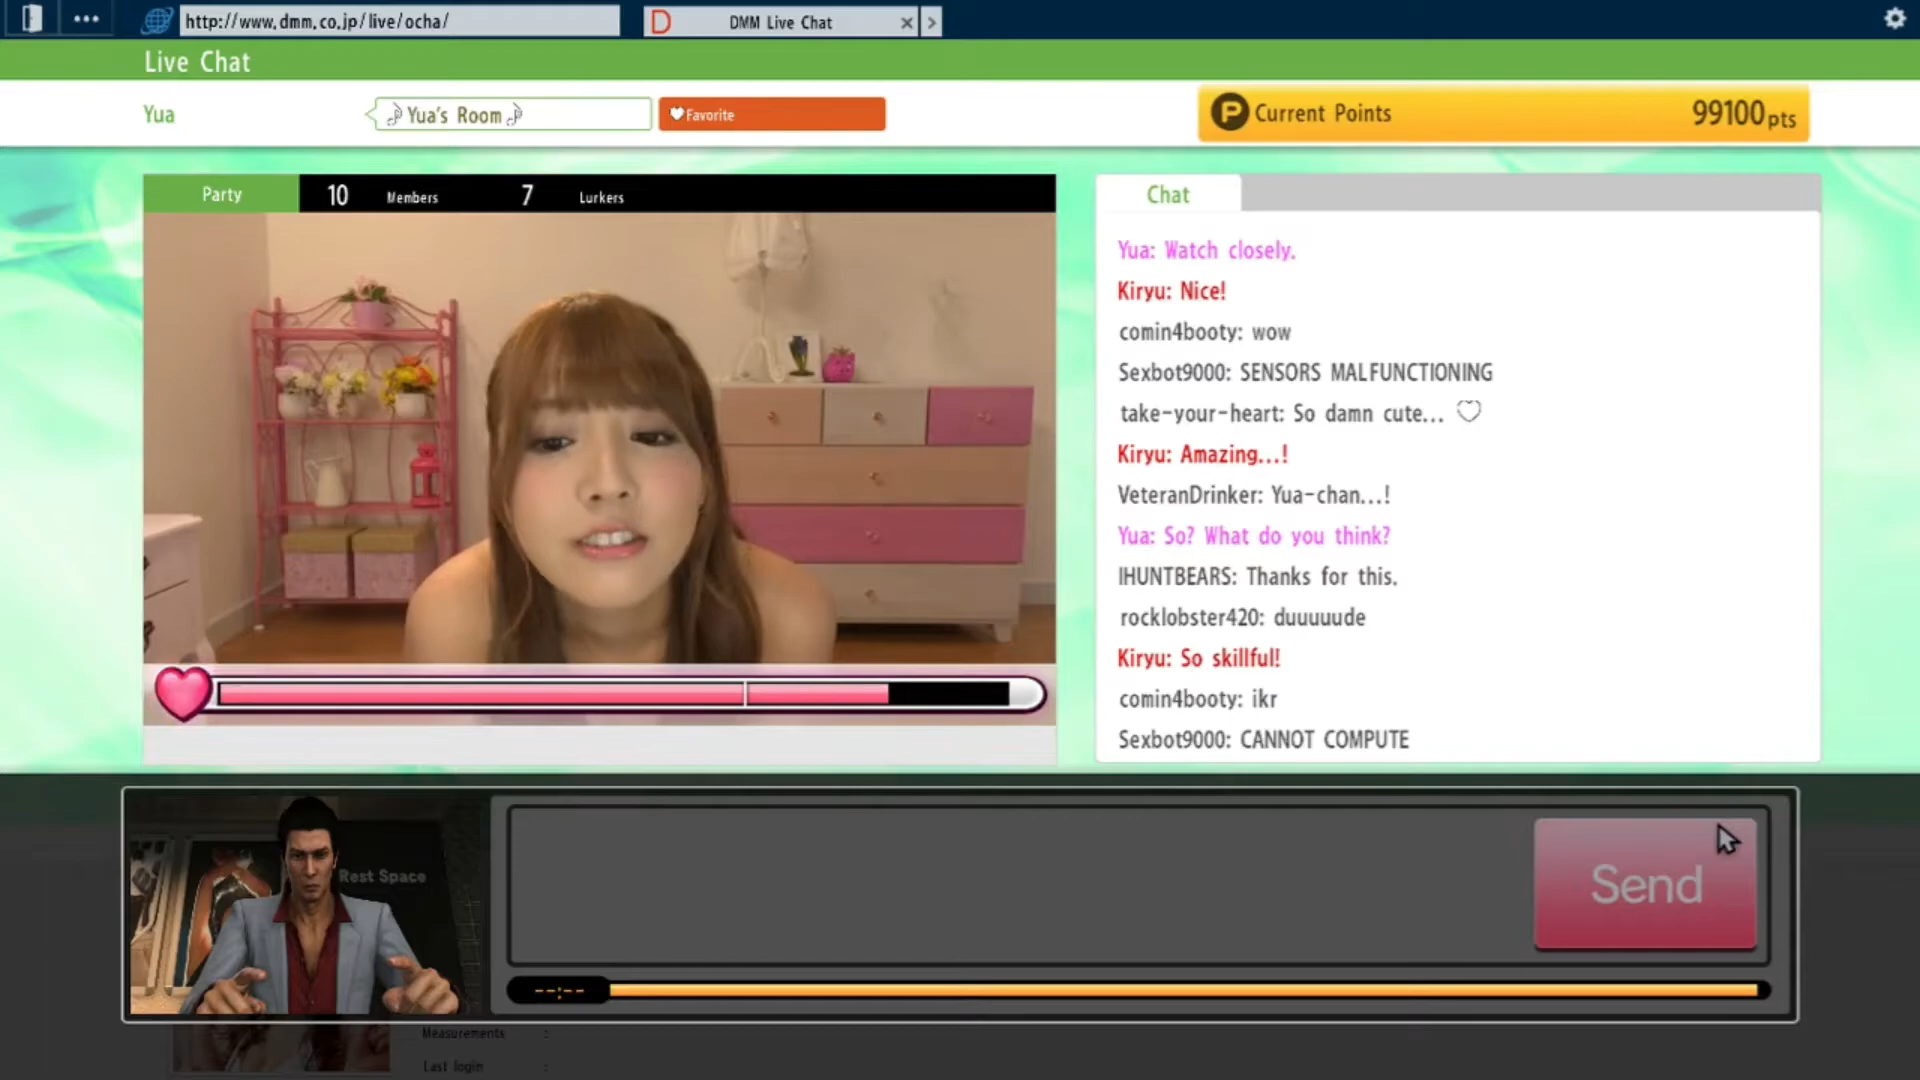 http://www.dmm.co.jp/live/ocha/
DMM Live Chat
Live Chat
Yua
Yua's Room
Favorite
P Current Points 99100 pts
Party 10 Members 7 Lurkers
Chat
Yua: Watch closely.
Kiryu: Nice!
comin4booty: wow
Sexbot9000: SENSORS MALFUNCTIONING
take-your-heart: So damn cute... ♡
Kiryu: Amazing...!
VeteranDrinker: Yua-chan...!
Yua: So? What do you think?
IHUNTBEARS: Thanks for this.
rocklobster420: duuuuude
Kiryu: So skillful!
comin4booty: ikr
Sexbot9000: CANNOT COMPUTE
Rest Space
Send
--:--
Measurements :
Last login :